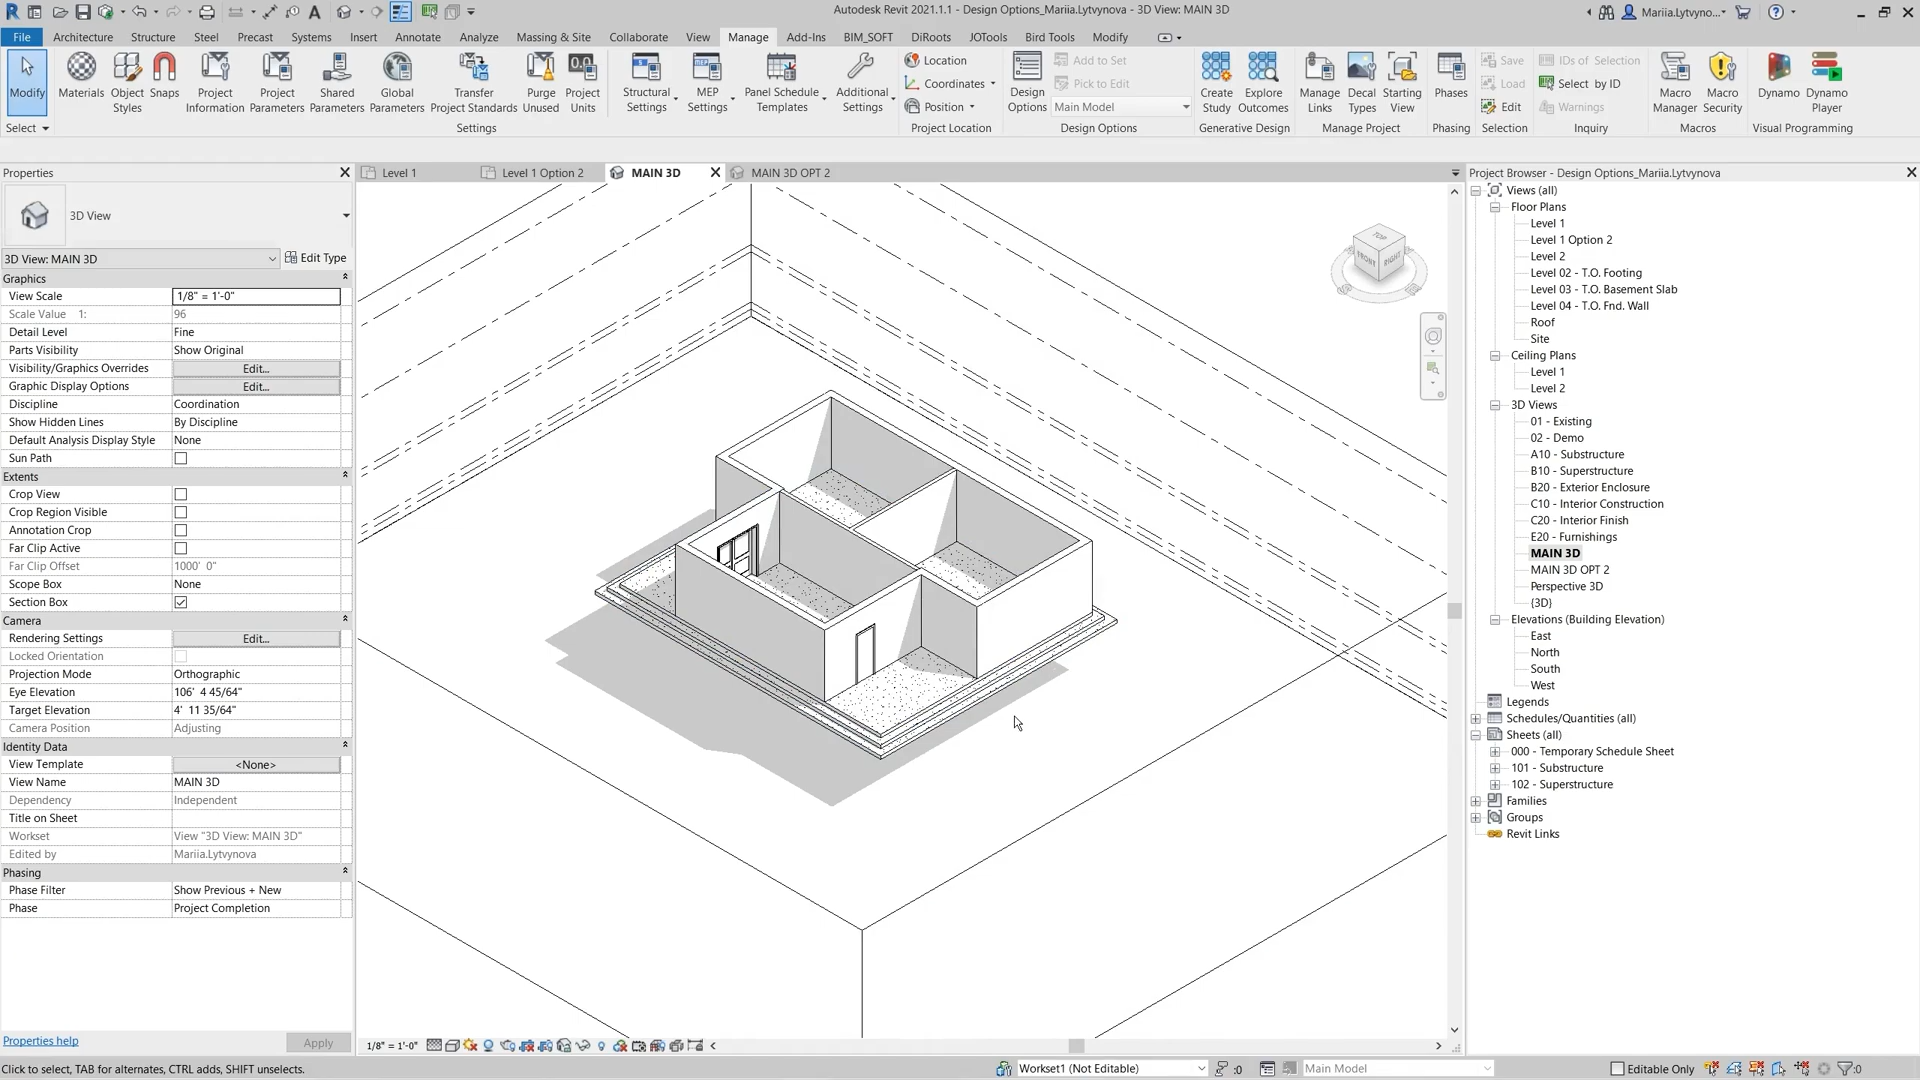 Autodesk Revit 2021.1.1 - Design Options_Mariia.Lytvynova - 3D View: MAIN 3D
Mariia.Lytvyno...
File Architecture Structure Steel Precast Systems Insert Annotate Analyze Massing & Site Collaborate View Manage Add-Ins BIM_SOFT DiRoots JOTools Bird Tools Modify
Modify
Materials
Object Styles
Snaps
Project Information
Project Parameters
Shared Parameters
Global Parameters
Transfer Project Standards
Purge Unused
Project Units
Structural Settings
MEP Settings
Panel Schedule Templates
Additional Settings
Location
Coordinates
Position
Design Options
Add to Set
Pick to Edit
Main Model
Create Study
Explore Outcomes
Manage Links
Decal Types
Starting View
Phases
Save
Load
Edit
IDs of Selection
Select by ID
Warnings
Macro Manager
Macro Security
Dynamo
Dynamo Player
Select Settings Project Location Design Options Generative Design Manage Project Phasing Selection Inquiry Macros Visual Programming
Properties
3D View
3D View: MAIN 3D Edit Type
Graphics
View Scale 1/8" = 1'-0"
Scale Value 1: 96
Detail Level Fine
Parts Visibility Show Original
Visibility/Graphics Overrides Edit...
Graphic Display Options Edit...
Discipline Coordination
Show Hidden Lines By Discipline
Default Analysis Display Style None
Sun Path
Extents
Crop View
Crop Region Visible
Annotation Crop
Far Clip Active
Far Clip Offset 1000' 0"
Scope Box None
Section Box
Camera
Rendering Settings Edit...
Locked Orientation
Projection Mode Orthographic
Eye Elevation 106' 4 45/64"
Target Elevation 4' 11 35/64"
Camera Position Adjusting
Identity Data
View Template <None>
View Name MAIN 3D
Dependency Independent
Title on Sheet
Workset View "3D View: MAIN 3D"
Edited by Mariia.Lytvynova
Phasing
Phase Filter Show Previous + New
Phase Project Completion
Properties help Apply
Level 1 Level 1 Option 2 MAIN 3D MAIN 3D OPT 2
TOP
FRONT RIGHT
1/8" = 1'-0"
Project Browser - Design Options_Mariia.Lytvynova
Views (all)
Floor Plans
Level 1
Level 1 Option 2
Level 2
Level 02 - T.O. Footing
Level 03 - T.O. Basement Slab
Level 04 - T.O. Fnd. Wall
Roof
Site
Ceiling Plans
Level 1
Level 2
3D Views
01 - Existing
02 - Demo
A10 - Substructure
B10 - Superstructure
B20 - Exterior Enclosure
C10 - Interior Construction
C20 - Interior Finish
E20 - Furnishings
MAIN 3D
MAIN 3D OPT 2
Perspective 3D
{3D}
Elevations (Building Elevation)
East
North
South
West
Legends
Schedules/Quantities (all)
Sheets (all)
000 - Temporary Schedule Sheet
101 - Substructure
102 - Superstructure
Families
Groups
Revit Links
Click to select, TAB for alternates, CTRL adds, SHIFT unselects. Workset1 (Not Editable) :0 Main Model Editable Only :0